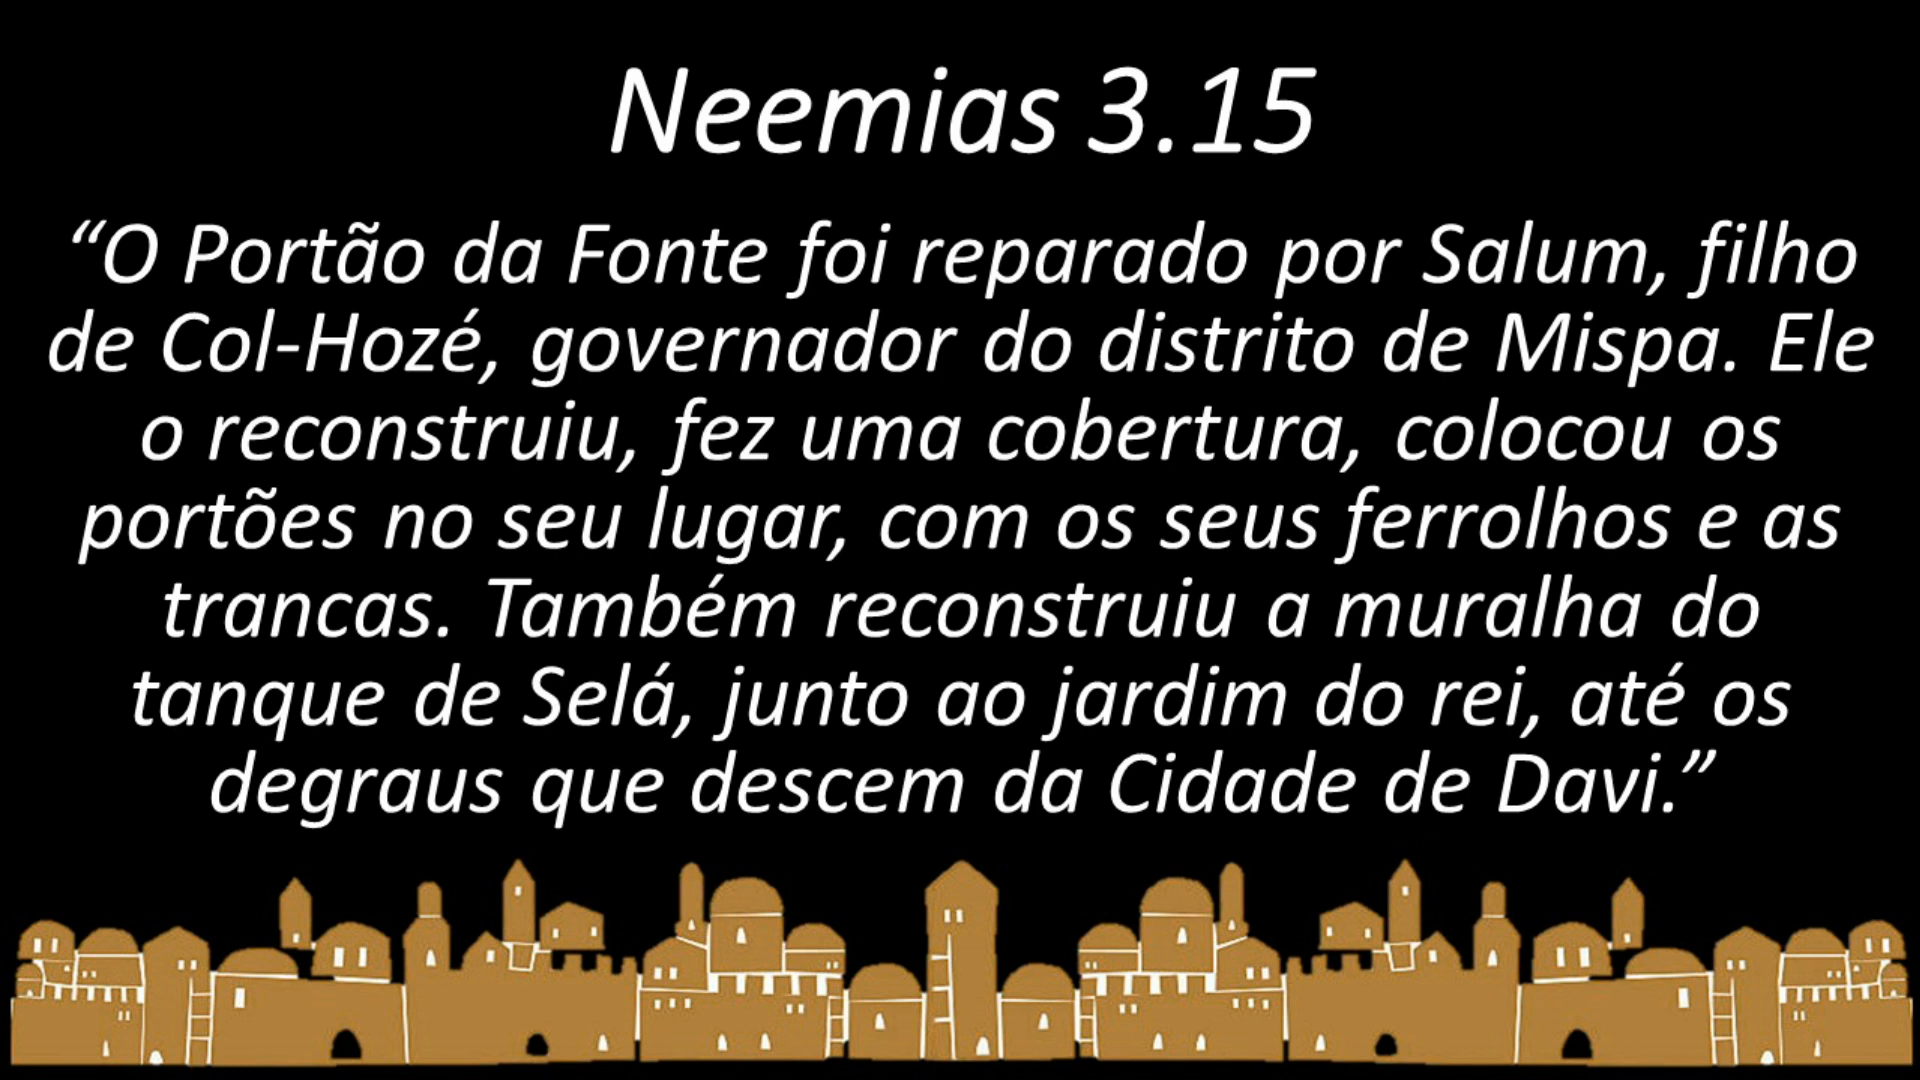 Neemias 3.15
“O Portão da Fonte foi reparado por Salum, filho
de Col-Hozé, governador do distrito de Mispa. Ele
o reconstruiu, fez uma cobertura, colocou os
portões no seu lugar, com os seus ferrolhos e as
trancas. Também reconstruiu a muralha do
tanque de Selá, junto ao jardim do rei, até os
degraus que descem da Cidade de Davi.”